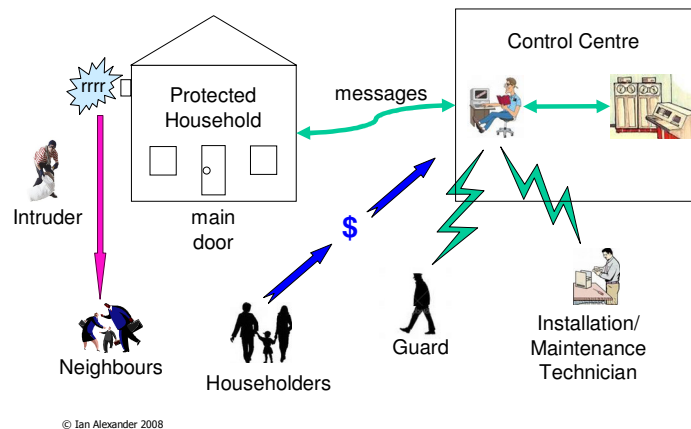 Control Centre
rrrr
Protected
Household
messages
Intruder
main
door
$
Neighbours
Householders
Guard
Installation/
Maintenance
Technician
© Ian Alexander 2008